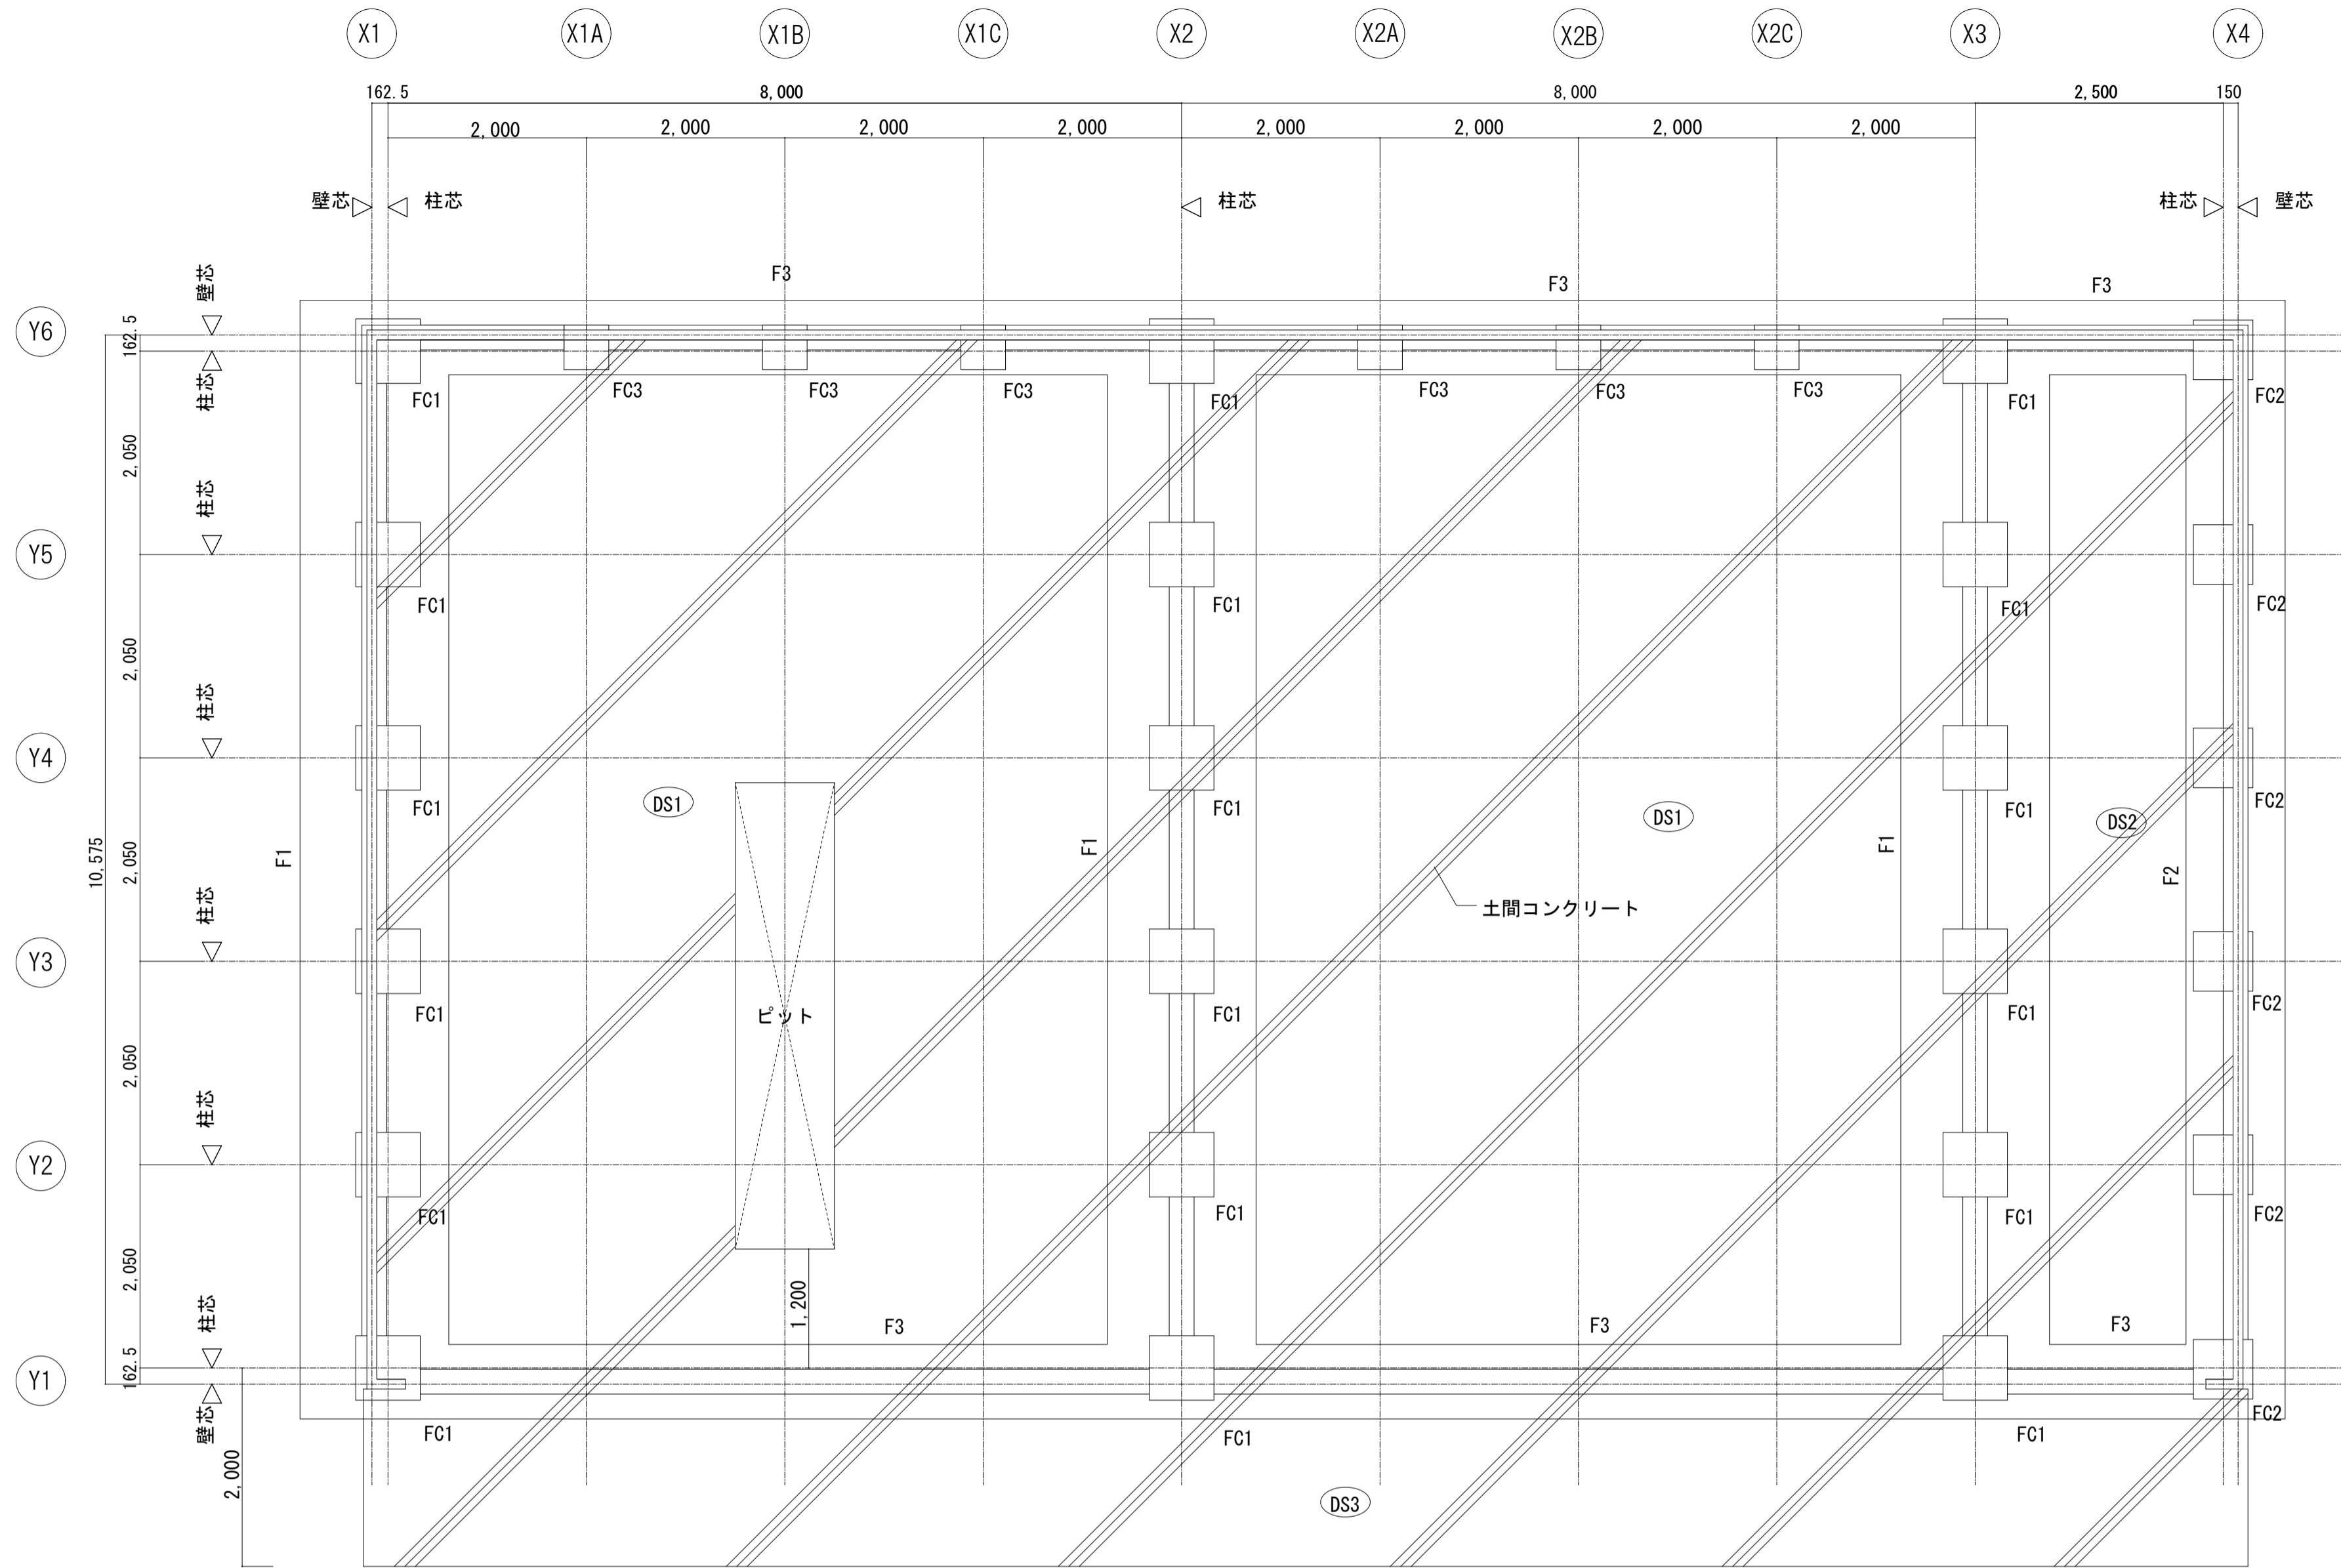 X1 X1A X1B X1C X2 X2A X2B X2C X3 X4
162.5 8,000 8,000 2,500 150
2,000 2,000 2,000 2,000 2,000 2,000 2,000 2,000
壁芯 柱芯 柱芯 柱芯 壁芯
F3 F3 F3
壁芯
Y6
162.5
柱芯
FC1 FC3 FC3 FC3 FC1 FC3 FC3 FC3 FC1 FC2
2,050
柱芯
Y5
FC1 FC1 FC1 FC2
2,050
柱芯
Y4
FC1 DS1 FC1 DS1 FC1 DS2 FC2
10,575
2,050
F1 F1 F1 F2
柱芯
土間コンクリート
Y3
FC1 ピット FC1 FC1 FC2
2,050
柱芯
Y2
FC1 FC1 FC1 FC2
2,050
柱芯
1,200
F3 F3 F3
162.5
Y1
壁芯
FC1 FC1 FC1 FC2
2,000
DS3